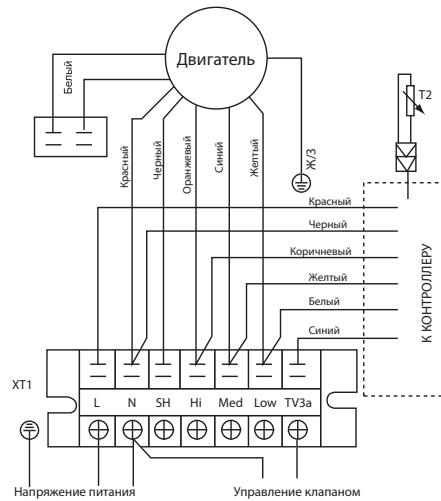 Двигатель
Белый
T2
Красный
Черный
Оранжевый
Синий
Желтый
Ж/З
Красный
Черный
Коричневый
Желтый
Белый
Синий
К КОНТРОЛЛЕРУ
XT1
L N SH Hi Med Low TV3a
Напряжение питания
Управление клапаном